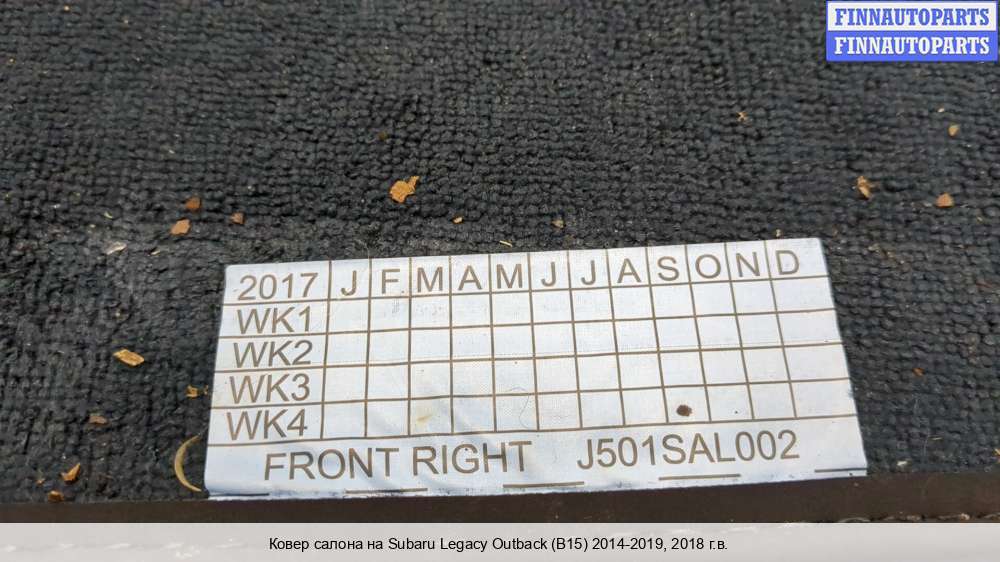 FINNAUTOPARTS
FINNAUTOPARTS
2017 J F M A M J J A S O N D
WK1
WK2
WK3
WK4
FRONT RIGHT J501SAL002
Ковер салона на Subaru Legacy Outback (B15) 2014-2019, 2018 г.в.